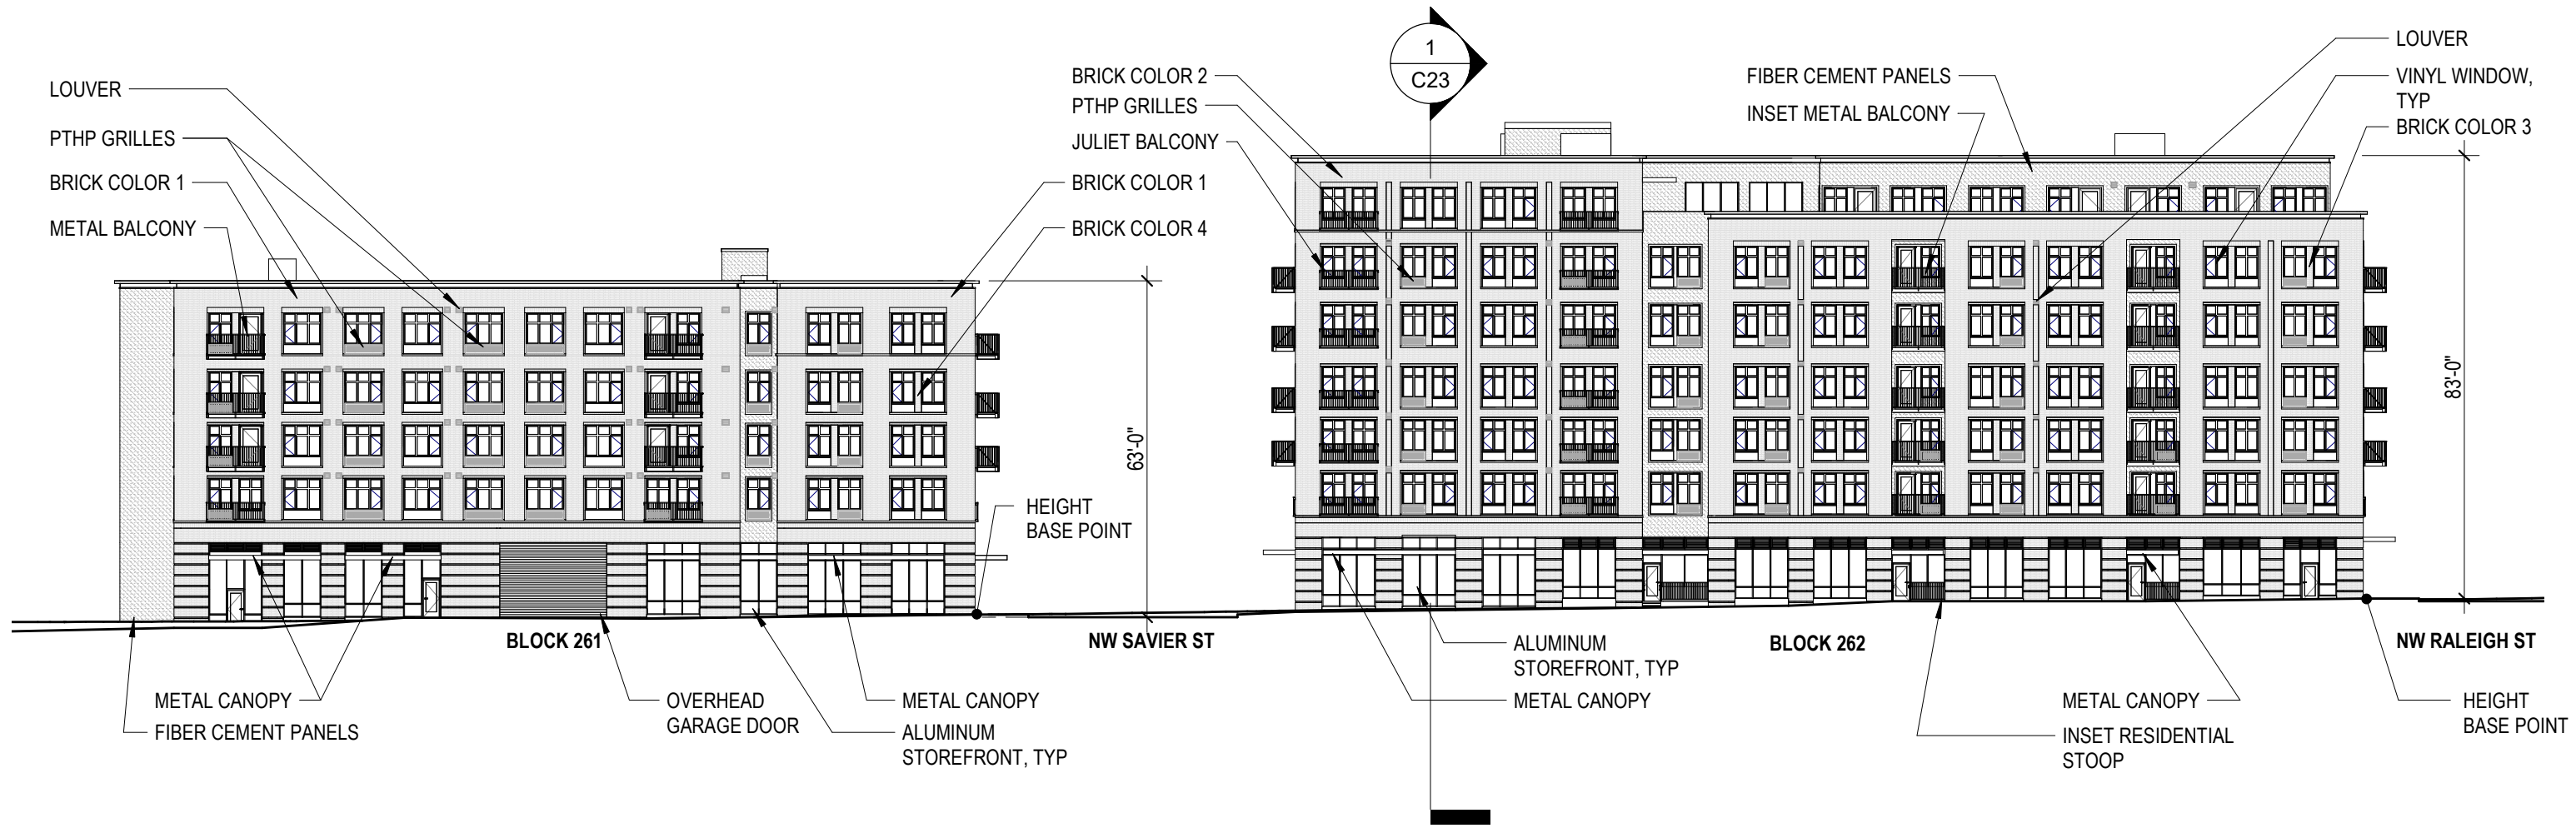 LOUVER
PTHP GRILLES
BRICK COLOR 1
METAL BALCONY
BRICK COLOR 2
PTHP GRILLES
JULIET BALCONY
BRICK COLOR 1
BRICK COLOR 4
1
C23
FIBER CEMENT PANELS
INSET METAL BALCONY
LOUVER
VINYL WINDOW,
TYP
BRICK COLOR 3
63'-0"
83'-0"
HEIGHT
BASE POINT
BLOCK 261
NW SAVIER ST
BLOCK 262
NW RALEIGH ST
METAL CANOPY
FIBER CEMENT PANELS
OVERHEAD
GARAGE DOOR
METAL CANOPY
ALUMINUM
STOREFRONT, TYP
ALUMINUM
STOREFRONT, TYP
METAL CANOPY
METAL CANOPY
INSET RESIDENTIAL
STOOP
HEIGHT
BASE POINT